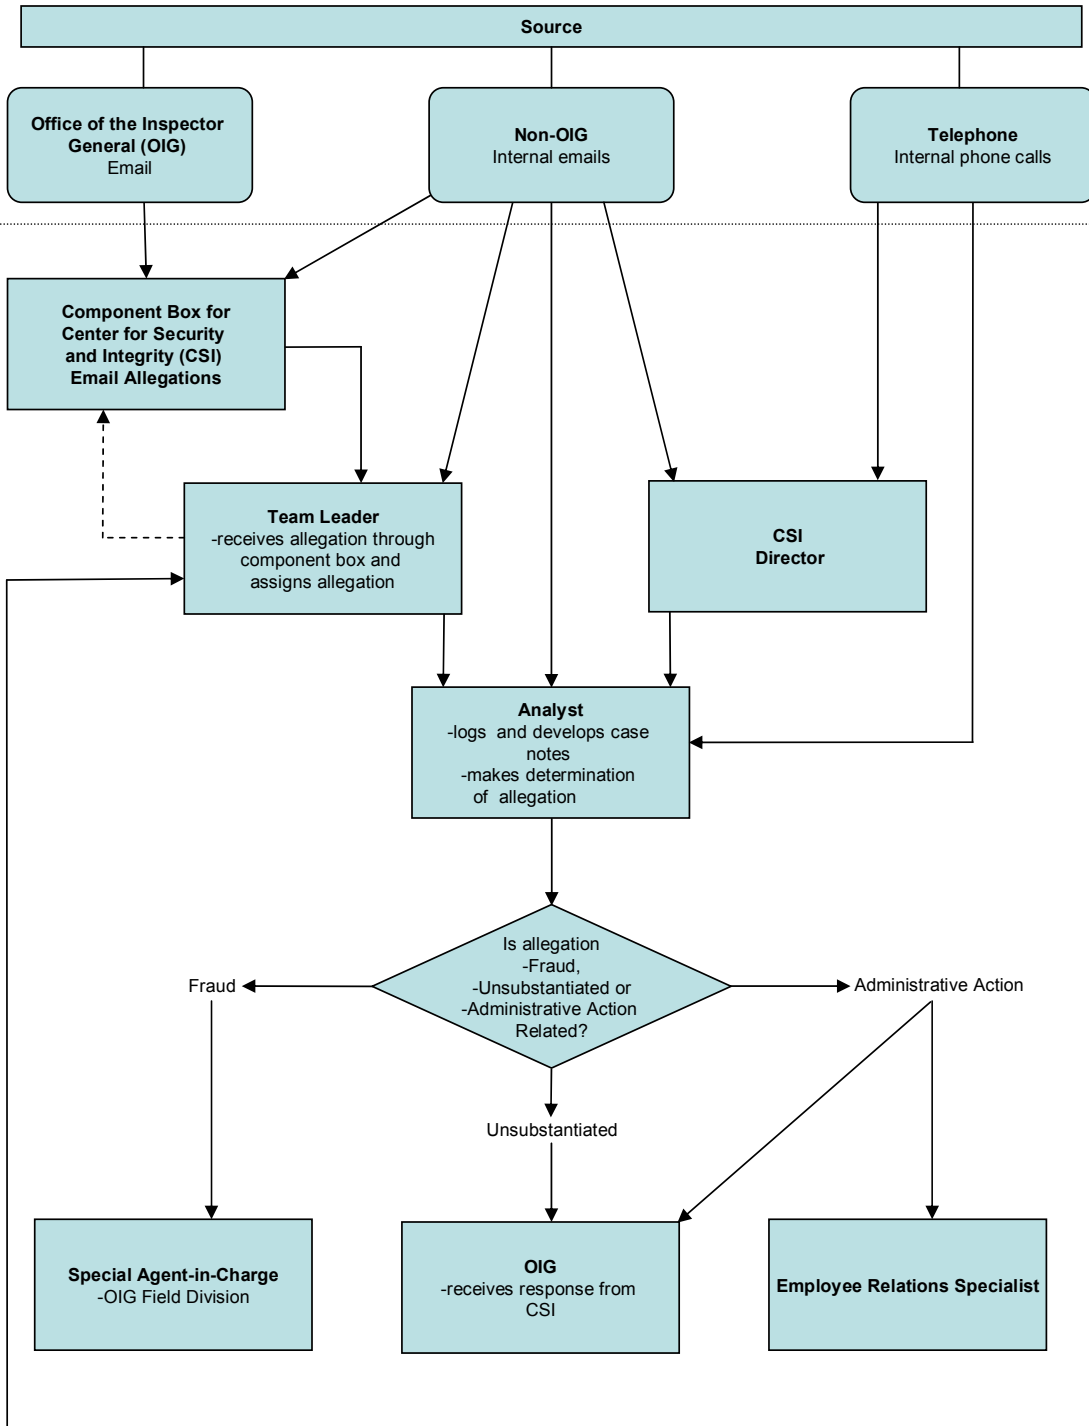 Source
Office of the Inspector
General (OIG)
Email
Non-OIG
Internal emails
Telephone
Internal phone calls
Component Box for
Center for Security
and Integrity (CSI)
Email Allegations
Team Leader
-receives allegation through
component box and
assigns allegation
CSI
Director
Analyst
-logs and develops case
notes
-makes determination
of allegation
Is allegation
-Fraud,
-Unsubstantiated or
-Administrative Action
Related?
Fraud
Administrative Action
Unsubstantiated
Special Agent-in-Charge
-OIG Field Division
OIG
-receives response from
CSI
Employee Relations Specialist